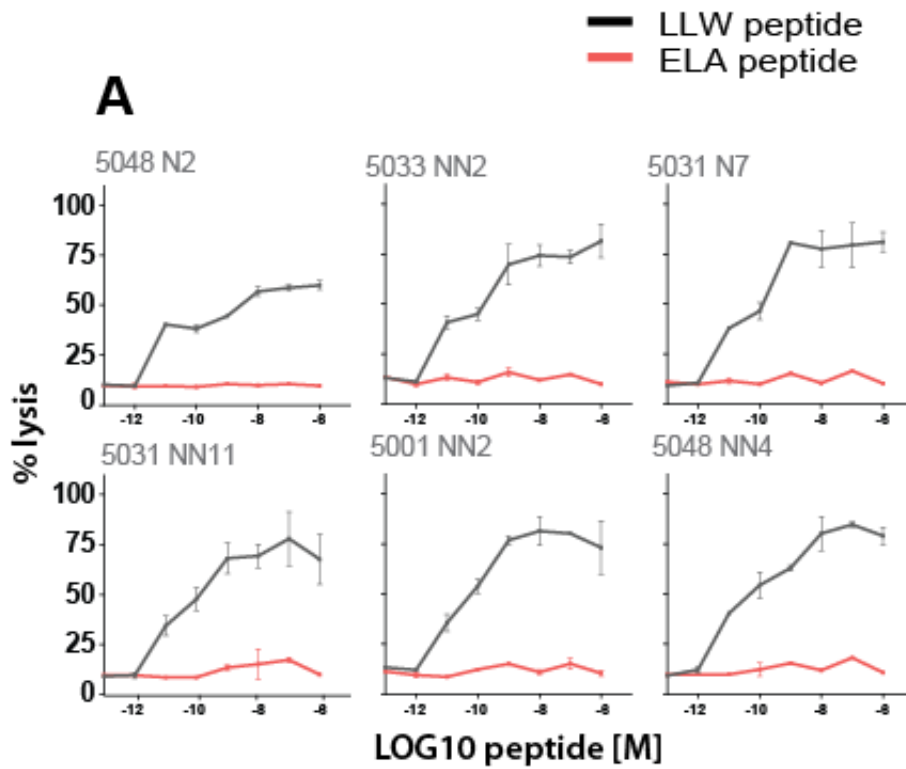 LLW peptide
ELA peptide
A
5048 N2
5033 NN2
5031 N7
100
75
50
25
0
-12 -10 -8 -6
-12 -10 -8 -6
-12 -10 -8 -6
% lysis
5031 NN11
5001 NN2
5048 NN4
100
75
50
25
0
-12 -10 -8 -6
-12 -10 -8 -6
-12 -10 -8 -6
LOG10 peptide [M]